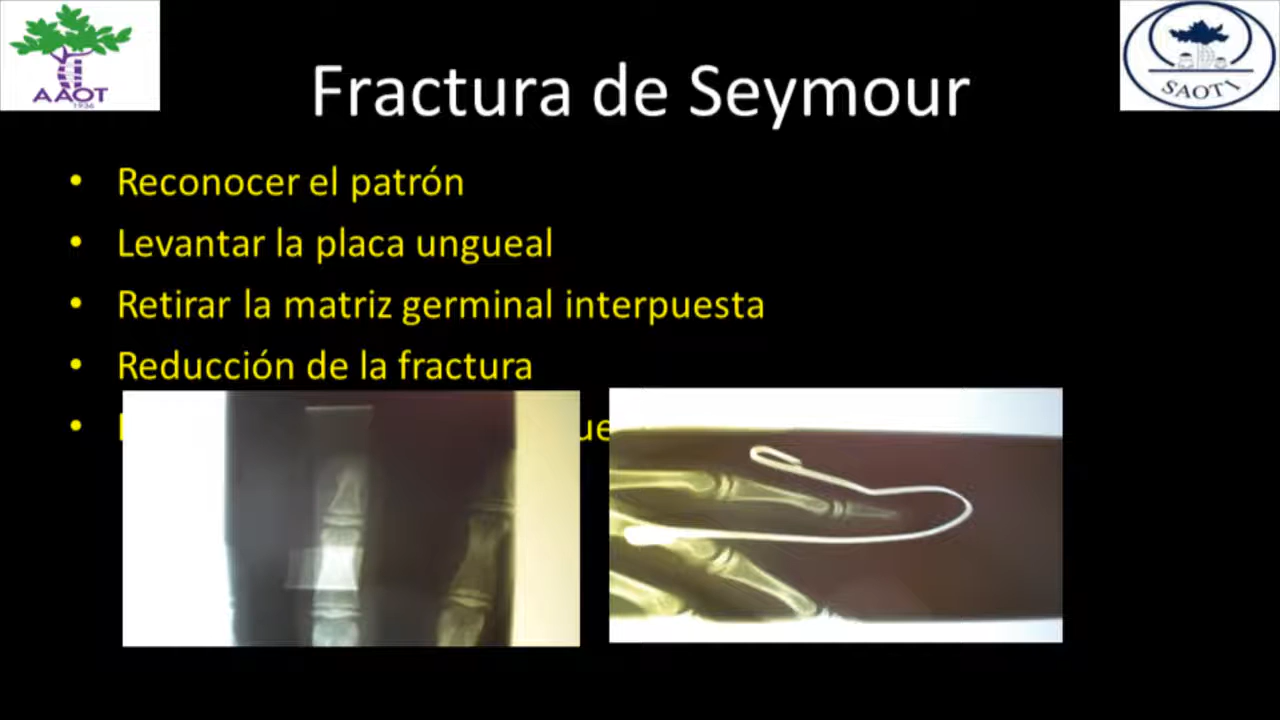 AAOT
1936
SAOTI
Fractura de Seymour
• Reconocer el patrón
• Levantar la placa ungueal
• Retirar la matriz germinal interpuesta
• Reducción de la fractura
•